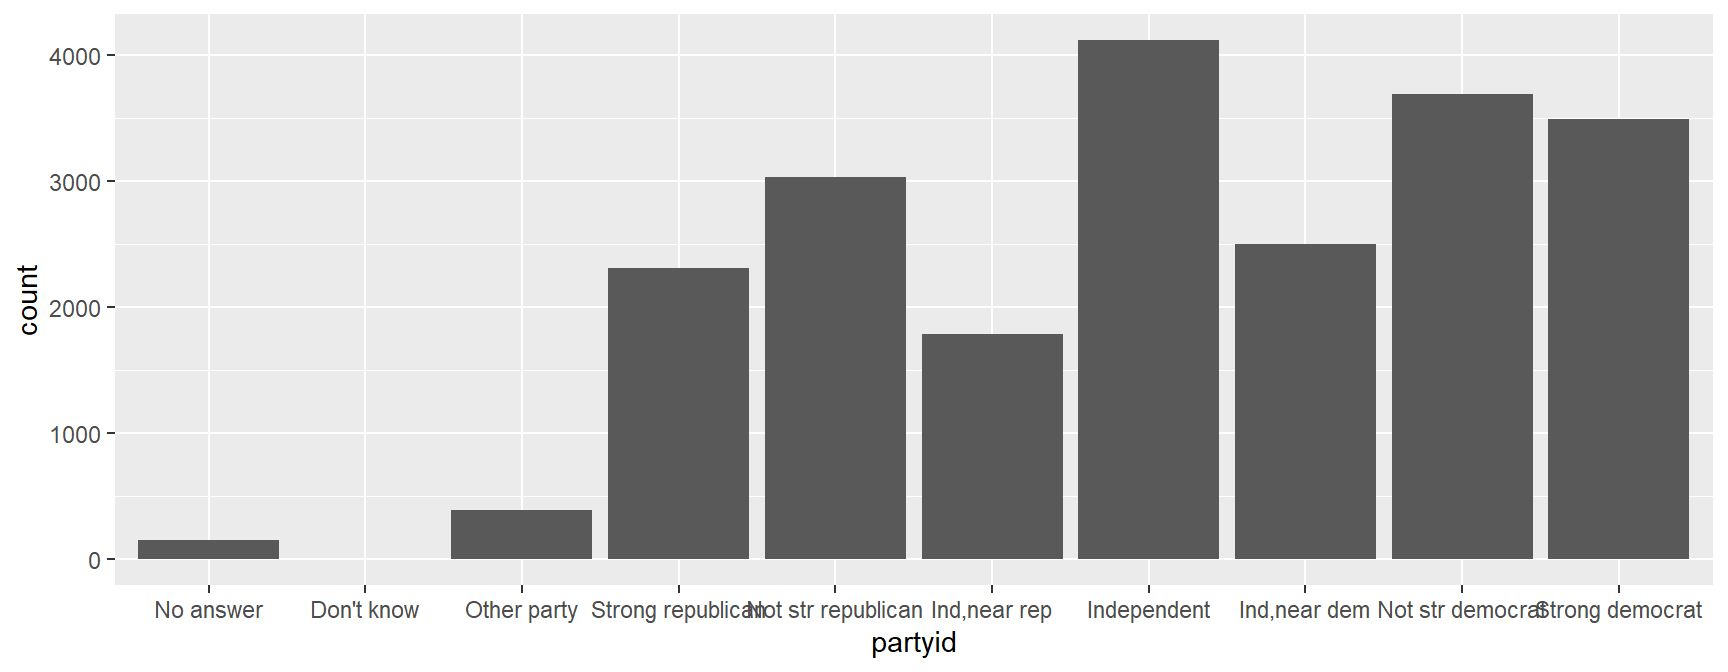 4000
3000
2000
1000
0
count
No answer Don't know Other party Strong republican Not str republican Ind,near rep Independent Ind,near dem Not str democrat Strong democrat
partyid